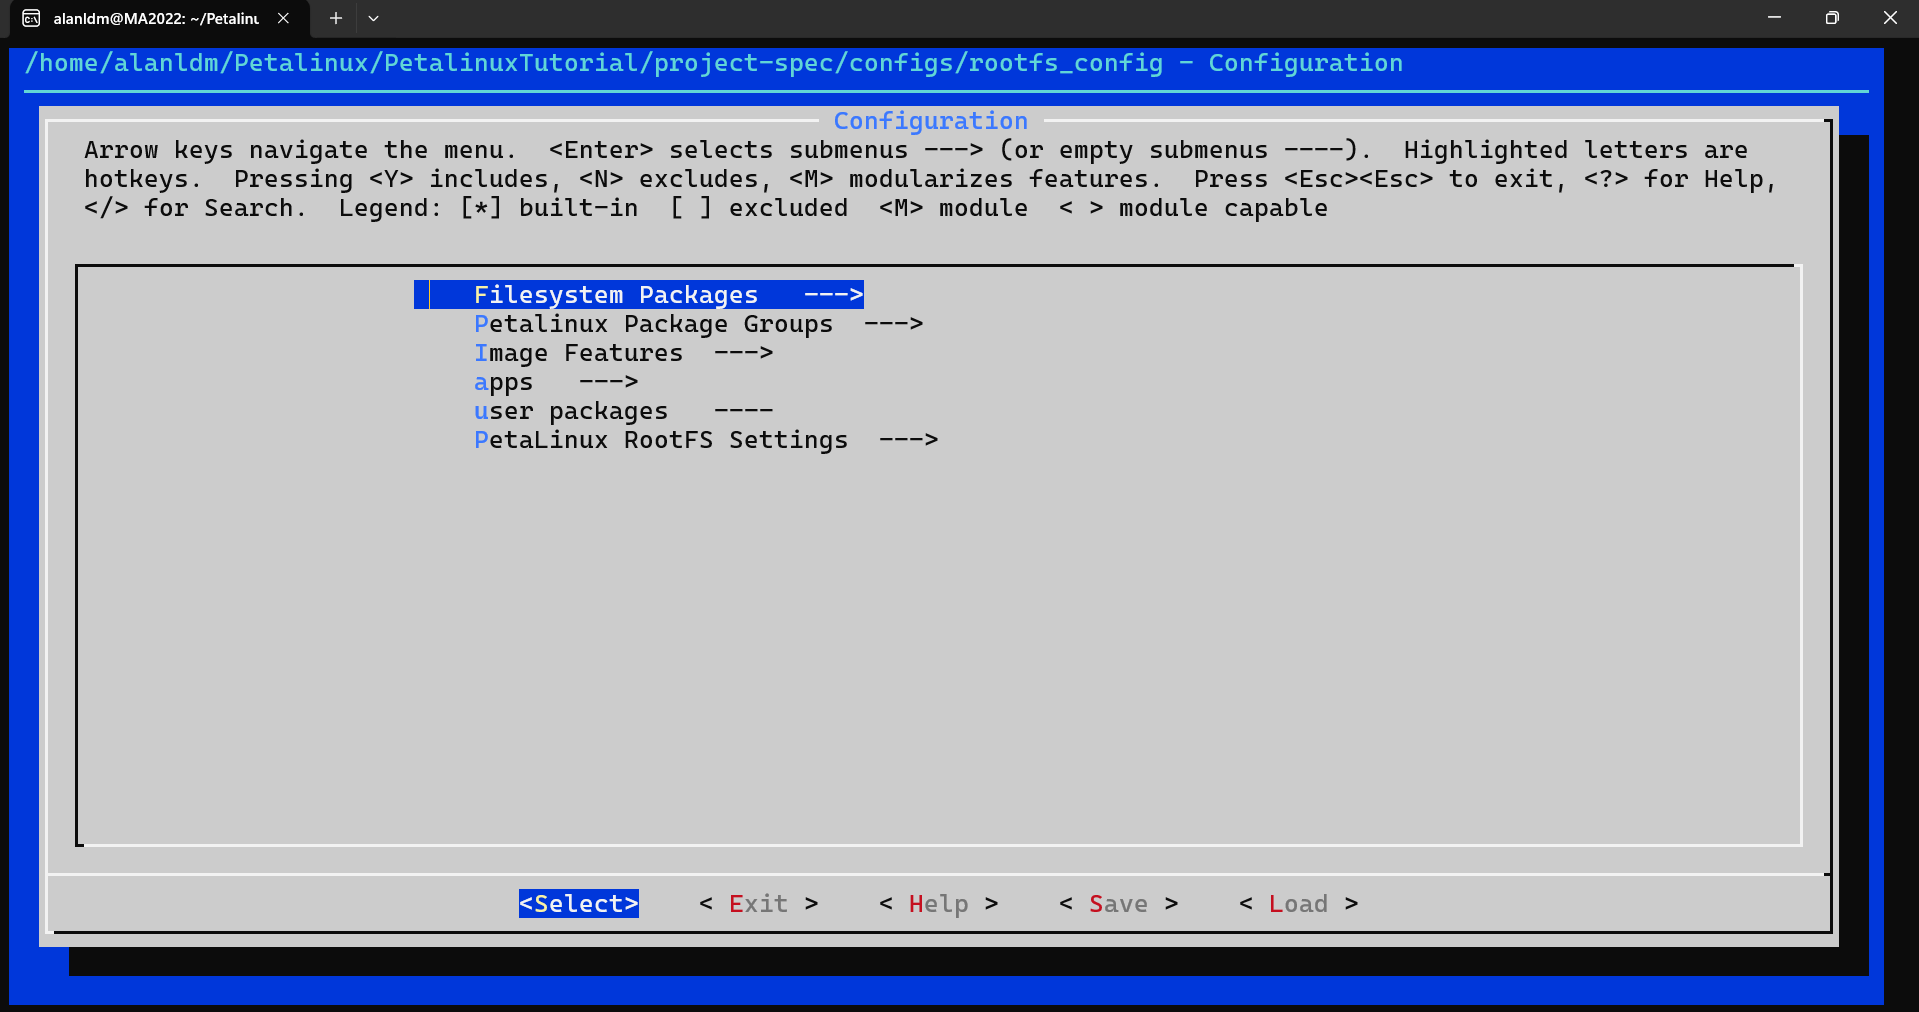 alanldm@MA2022: ~/Petalinu
/home/alanldm/Petalinux/PetalinuxTutorial/project-spec/configs/rootfs_config - Configuration
Configuration
Arrow keys navigate the menu.  <Enter> selects submenus ---> (or empty submenus ----).  Highlighted letters are
hotkeys.  Pressing <Y> includes, <N> excludes, <M> modularizes features.  Press <Esc><Esc> to exit, <?> for Help,
</> for Search.  Legend: [*] built-in  [ ] excluded  <M> module  < > module capable
Filesystem Packages   --->
Petalinux Package Groups  --->
Image Features  --->
apps   --->
user packages   ----
PetaLinux RootFS Settings  --->
<Select>    < Exit >    < Help >    < Save >    < Load >